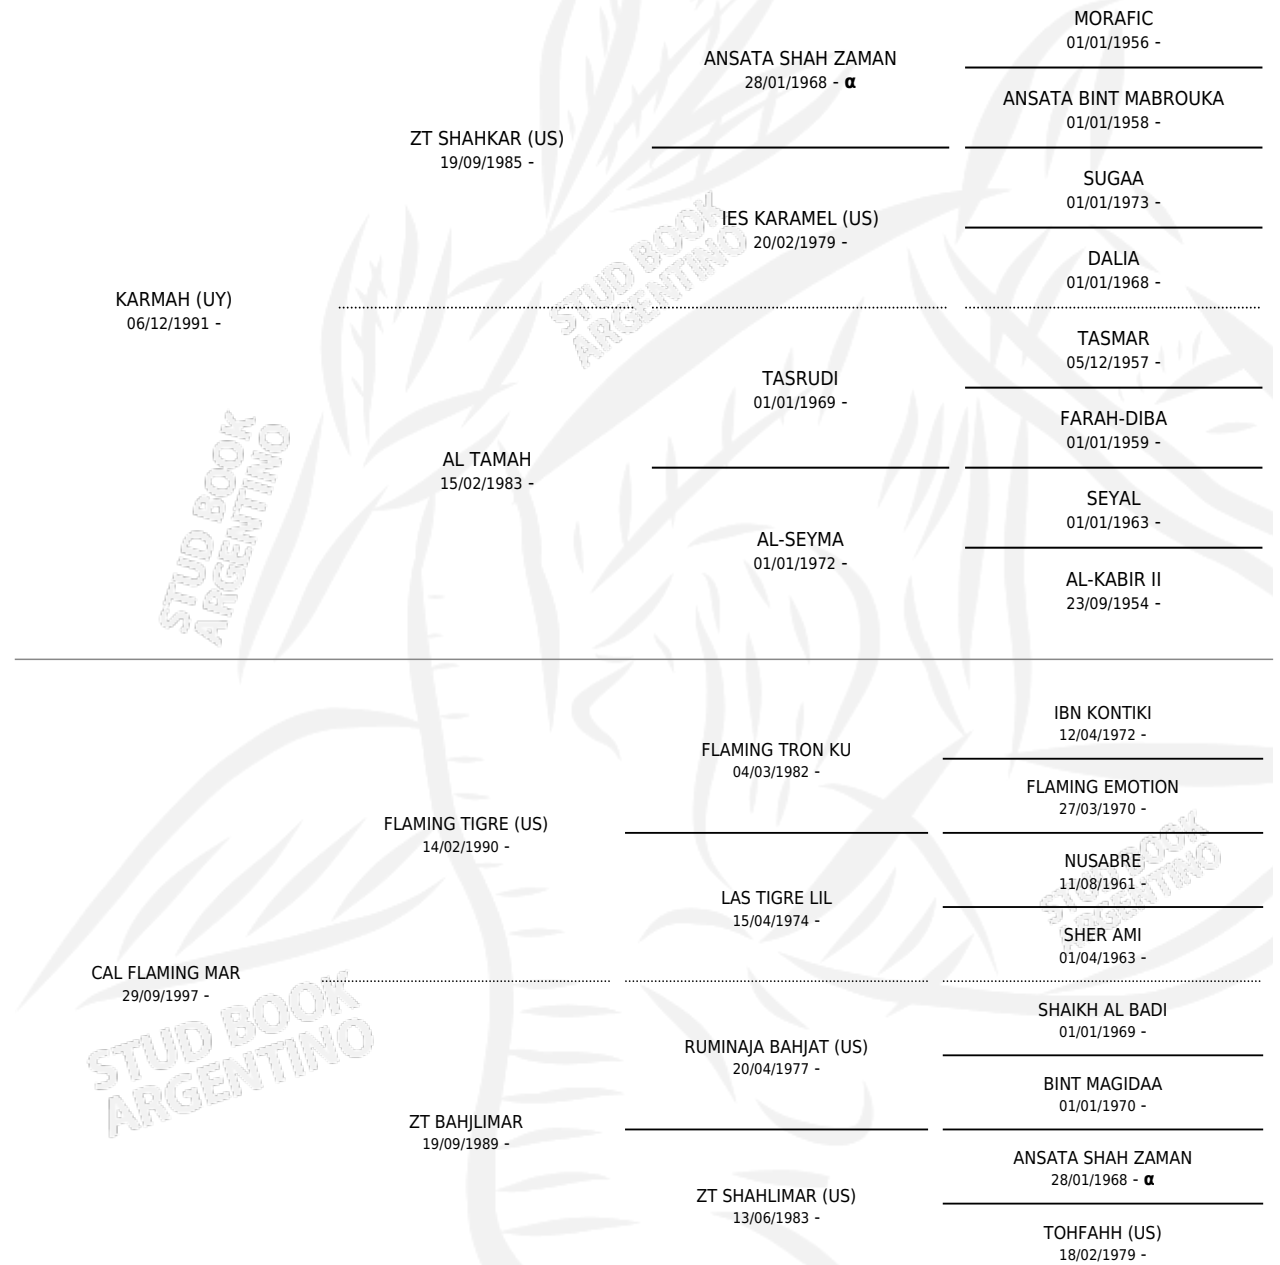 MORAFIC
01/01/1956 -
ANSATA SHAH ZAMAN
28/01/1968 - α
ANSATA BINT MABROUKA
01/01/1958 -
ZT SHAHKAR (US)
19/09/1985 -
SUGAA
01/01/1973 -
IES KARAMEL (US)
20/02/1979 -
DALIA
01/01/1968 -
KARMAH (UY)
06/12/1991 -
TASMAR
05/12/1957 -
TASRUDI
01/01/1969 -
FARAH-DIBA
01/01/1959 -
AL TAMAH
15/02/1983 -
SEYAL
01/01/1963 -
AL-SEYMA
01/01/1972 -
AL-KABIR II
23/09/1954 -
IBN KONTIKI
12/04/1972 -
FLAMING TRON KU
04/03/1982 -
FLAMING EMOTION
27/03/1970 -
FLAMING TIGRE (US)
14/02/1990 -
NUSABRE
11/08/1961 -
LAS TIGRE LIL
15/04/1974 -
SHER AMI
01/04/1963 -
CAL FLAMING MAR
29/09/1997 -
SHAIKH AL BADI
01/01/1969 -
RUMINAJA BAHJAT (US)
20/04/1977 -
BINT MAGIDAA
01/01/1970 -
ZT BAHJLIMAR
19/09/1989 -
ANSATA SHAH ZAMAN
28/01/1968 - α
ZT SHAHLIMAR (US)
13/06/1983 -
TOHFAHH (US)
18/02/1979 -
STUD BOOK
ARGENTINO
STUD BOOK
ARGENTINO
STUD BOOK
ARGENTINO
STUD BOOK
ARGENTINO